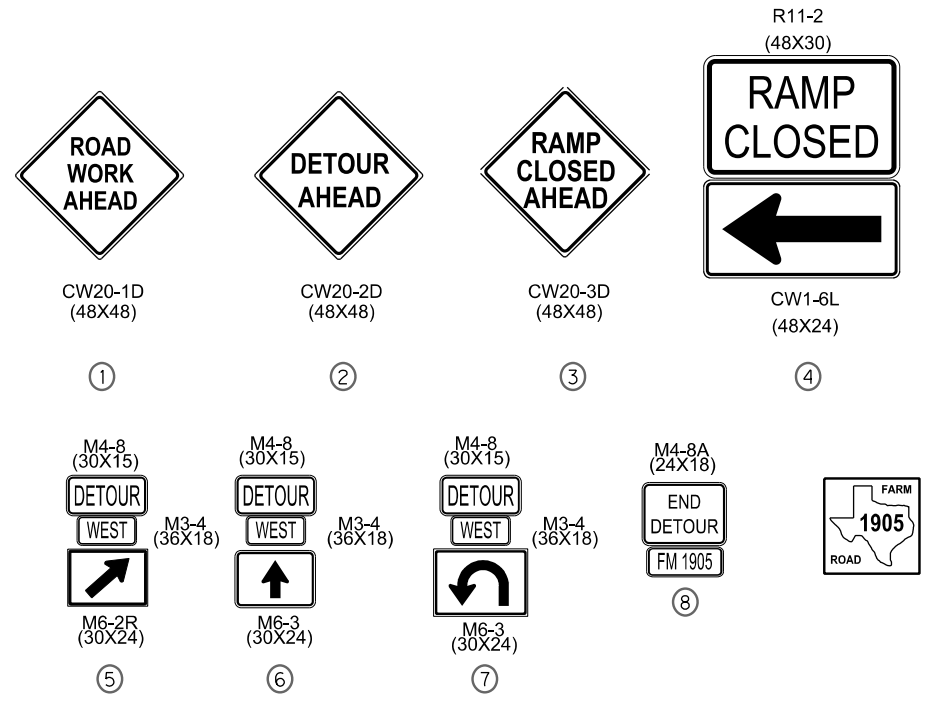 ROAD
WORK
AHEAD
CW20-1D
(48X48)
1
DETOUR
AHEAD
CW20-2D
(48X48)
2
RAMP
CLOSED
AHEAD
CW20-3D
(48X48)
3
R11-2
(48X30)
RAMP
CLOSED
CW1-6L
(48X24)
4
M4-8
(30X15)
DETOUR
WEST
M3-4
(36X18)
M6-2R
(30X24)
5
M4-8
(30X15)
DETOUR
WEST
M3-4
(36X18)
M6-3
(30X24)
6
M4-8
(30X15)
DETOUR
WEST
M3-4
(36X18)
M6-3
(30X24)
7
M4-8A
(24X18)
END
DETOUR
FM 1905
8
FARM
1905
ROAD